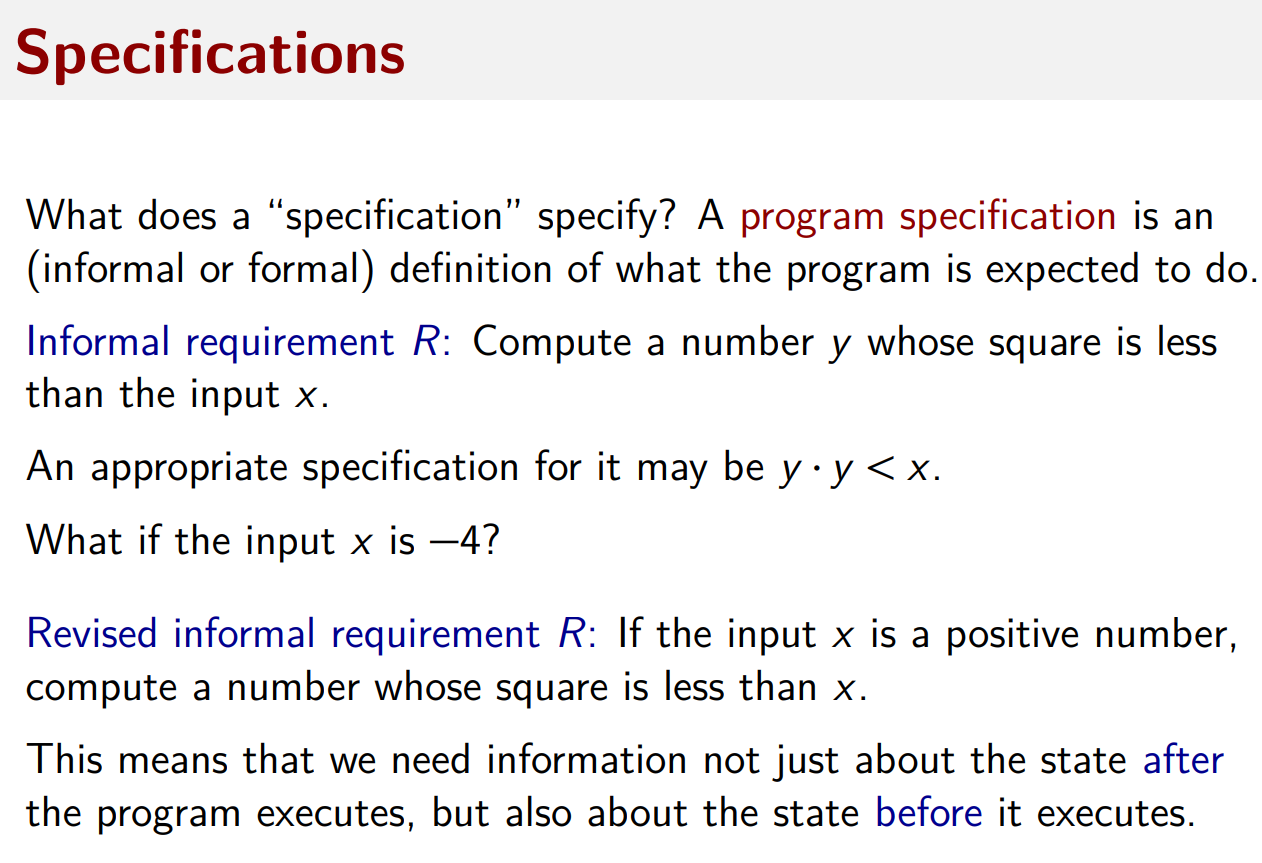 Specifications
What does a “specification” specify? A program specification is an
(informal or formal) definition of what the program is expected to do.
Informal requirement R: Compute a number y whose square is less
than the input x.
An appropriate specification for it may be y · y < x.
What if the input x is −4?
Revised informal requirement R: If the input x is a positive number,
compute a number whose square is less than x.
This means that we need information not just about the state after
the program executes, but also about the state before it executes.